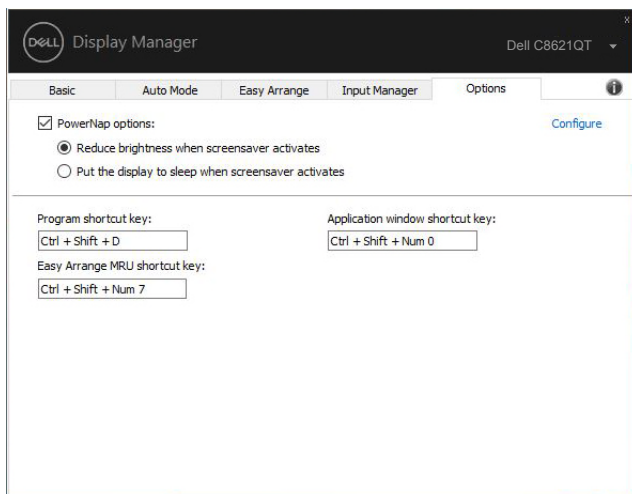 x
DELL Display Manager
Dell C8621QT
Basic Auto Mode Easy Arrange Input Manager Options
PowerNap options: Configure
Reduce brightness when screensaver activates
Put the display to sleep when screensaver activates
Program shortcut key: Application window shortcut key:
Ctrl + Shift + D Ctrl + Shift + Num 0
Easy Arrange MRU shortcut key:
Ctrl + Shift + Num 7